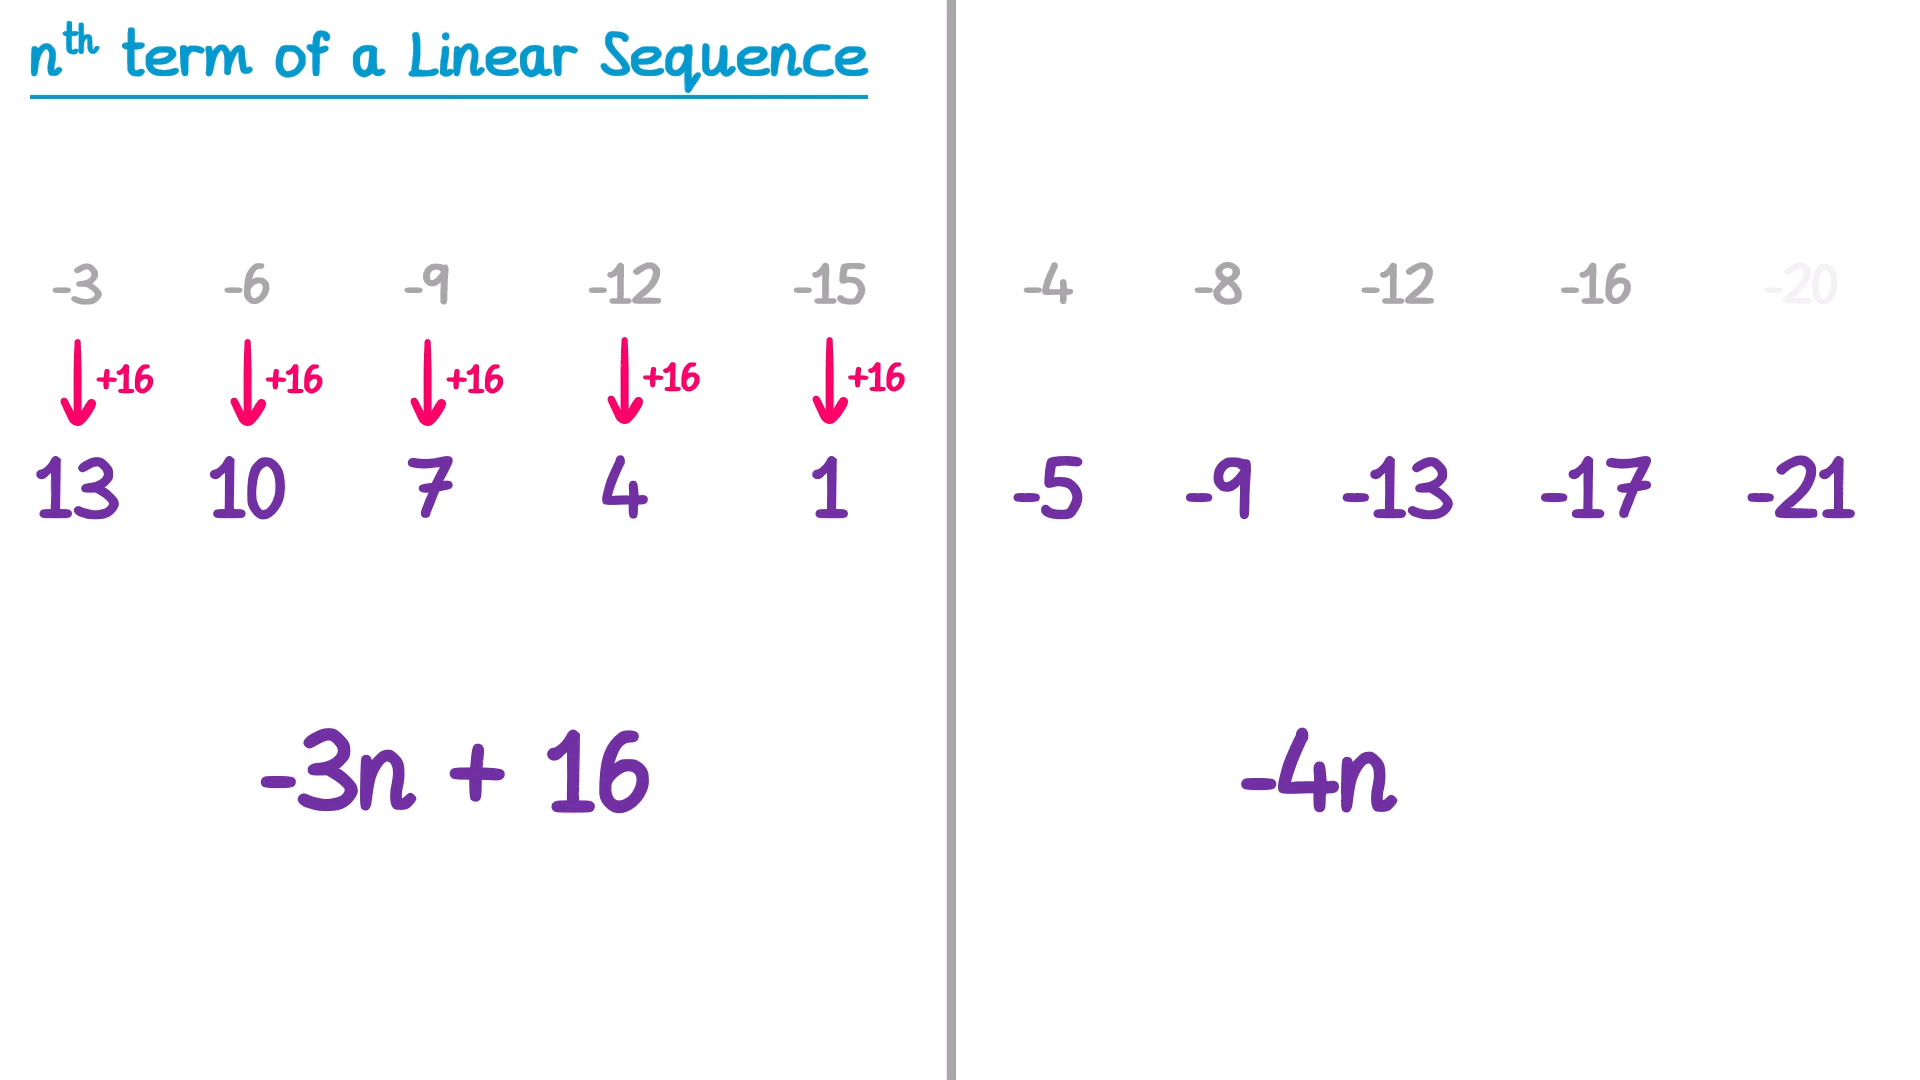 nth term of a Linear Sequence
-3 -6 -9 -12 -15
+16 +16 +16 +16 +16
13 10 7 4 1
-3n + 16
-4 -8 -12 -16 -20
-5 -9 -13 -17 -21
-4n